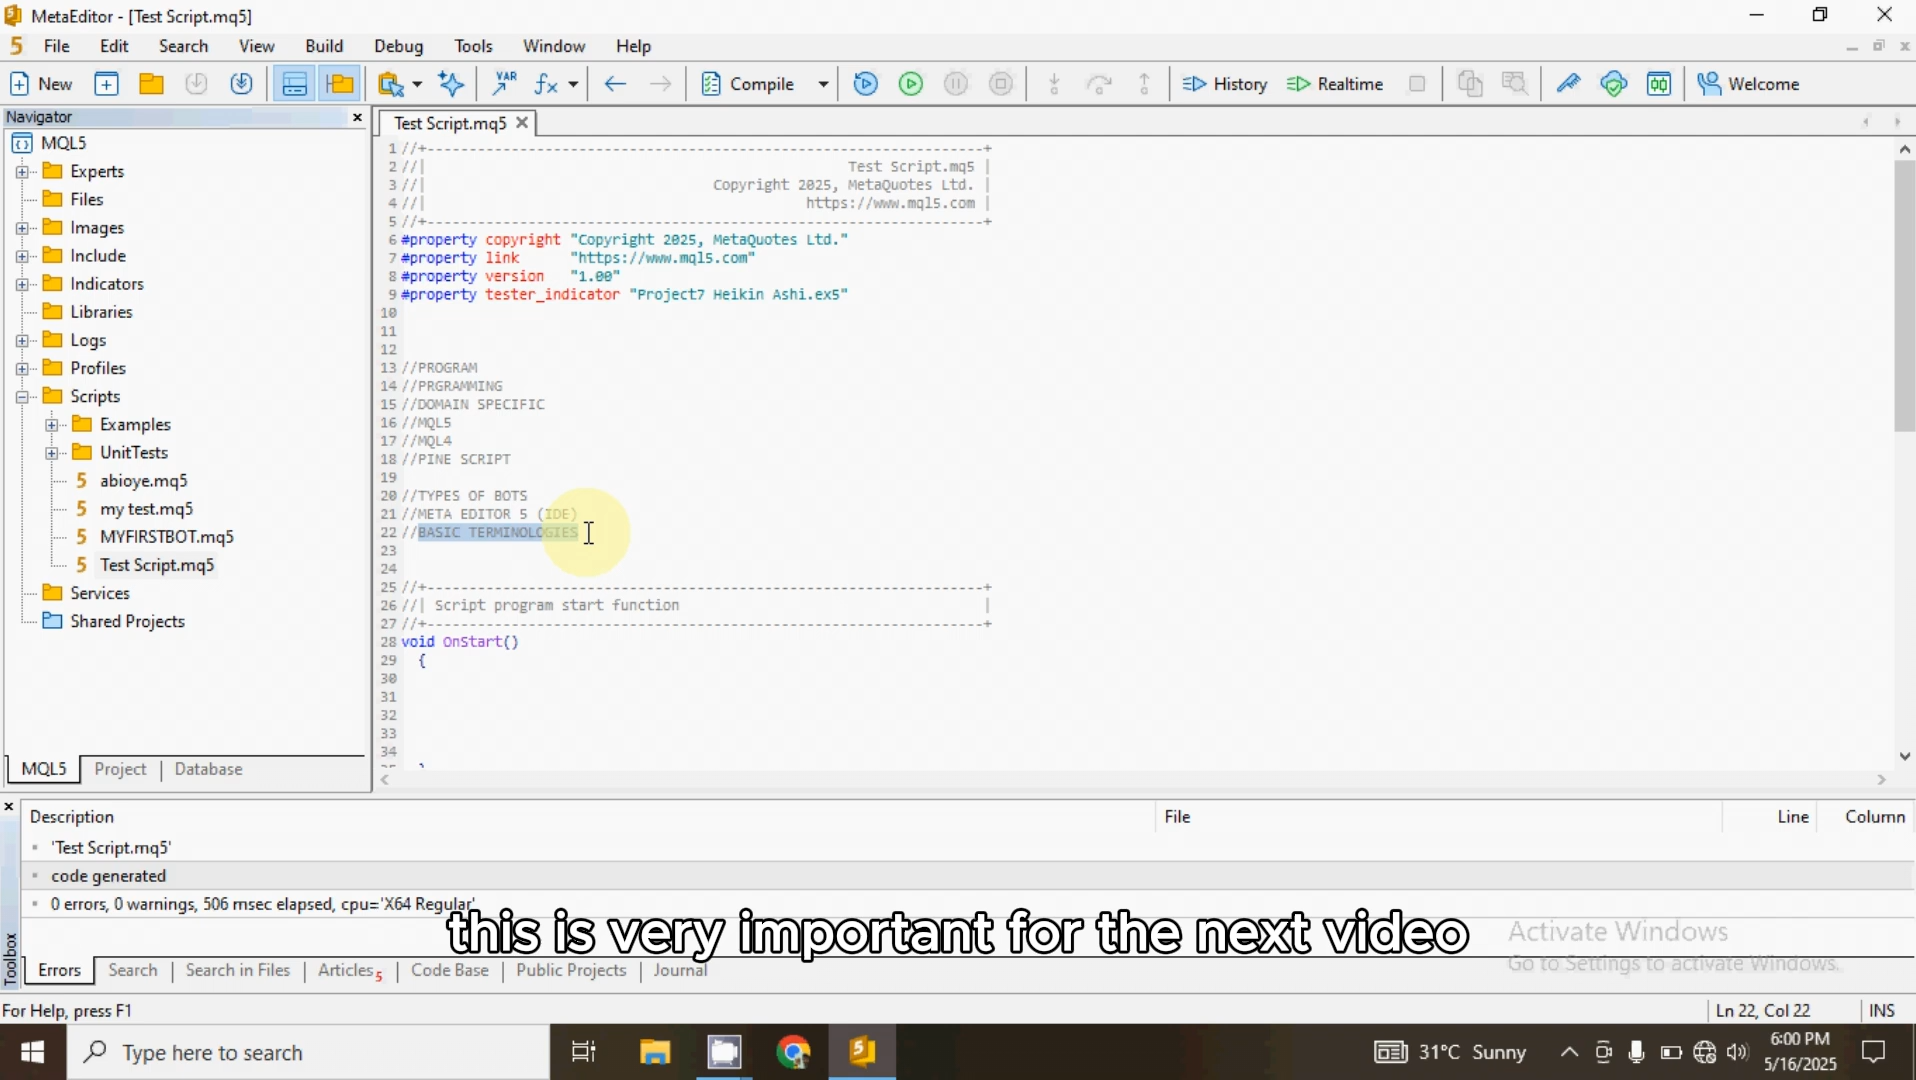 MetaEditor - [Test Script.mq5]
File Edit Search View Build Debug Tools Window Help
New VAR fx Compile History Realtime Welcome
Navigator
MQL5
Experts
Files
Images
Include
Indicators
Libraries
Logs
Profiles
Scripts
Examples
UnitTests
abioye.mq5
my test.mq5
MYFIRSTBOT.mq5
Test Script.mq5
Services
Shared Projects
MQL5 Project Database
Test Script.mq5
1 //+------------------------------------------------------------------+
2 //| Test Script.mq5 |
3 //| Copyright 2025, MetaQuotes Ltd. |
4 //| https://www.mql5.com |
5 //+------------------------------------------------------------------+
6 #property copyright "Copyright 2025, MetaQuotes Ltd."
7 #property link "https://www.mql5.com"
8 #property version "1.00"
9 #property tester_indicator "Project7 Heikin Ashi.ex5"
10
11
12
13 //PROGRAM
14 //PRGRAMMING
15 //DOMAIN SPECIFIC
16 //MQL5
17 //MQL4
18 //PINE SCRIPT
19
20 //TYPES OF BOTS
21 //META EDITOR 5 (IDE)
22 //BASIC TERMINOLOGIES
23
24
25 //+------------------------------------------------------------------+
26 //| Script program start function |
27 //+------------------------------------------------------------------+
28 void OnStart()
29 {
30
31
32
33
34
Toolbox
Description File Line Column
'Test Script.mq5'
code generated
0 errors, 0 warnings, 506 msec elapsed, cpu='X64 Regular'
this is very important for the next video
Activate Windows
Go to Settings to activate Windows.
Errors Search Search in Files Articles 5 Code Base Public Projects Journal
For Help, press F1 Ln 22, Col 22 INS
Type here to search 31°C Sunny 6:00 PM
5/16/2025